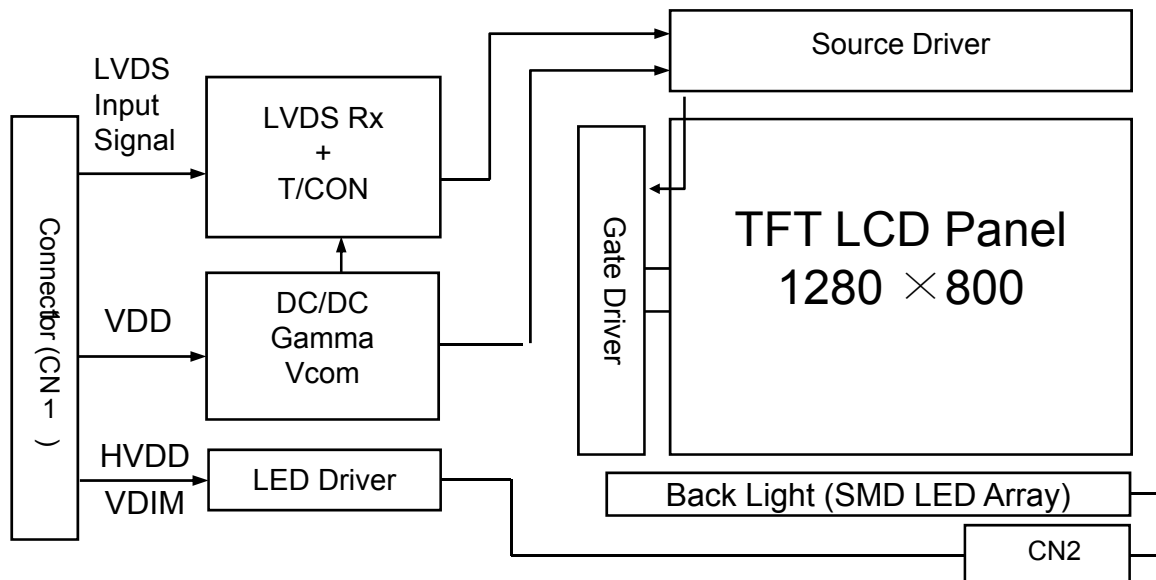 Source Driver
LVDS
Input
Signal
LVDS Rx
+
T/CON
Connector (CN1)
Gate Driver
TFT LCD Panel
1280 × 800
VDD
DC/DC
Gamma
Vcom
HVDD
VDIM
LED Driver
Back Light (SMD LED Array)
CN2